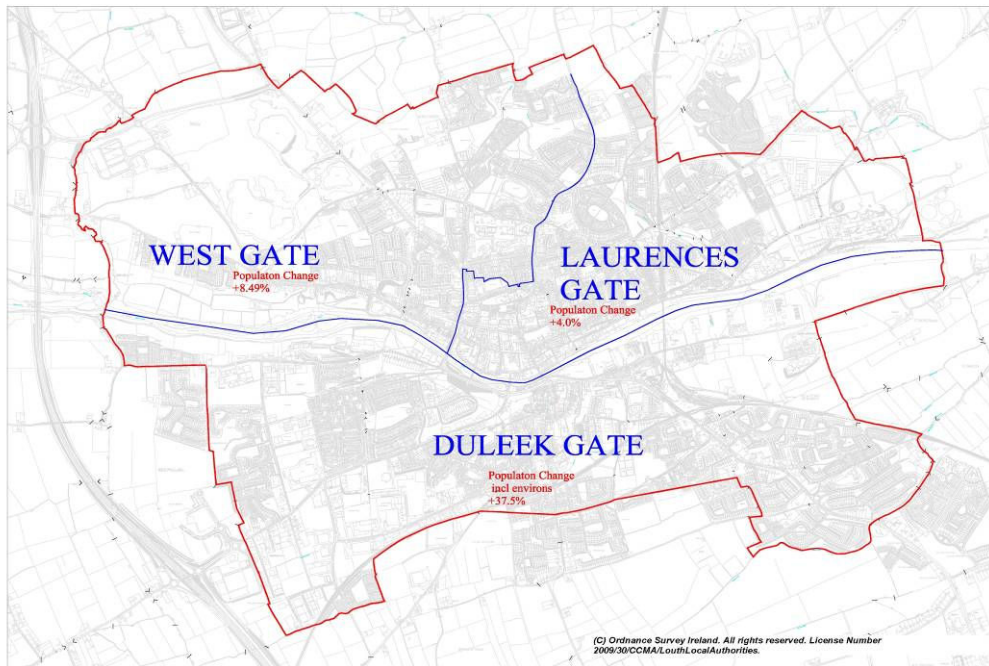 WEST GATE
Populaton Change
+8.49%
LAURENCES
GATE
Populaton Change
+4.0%
DULEEK GATE
Populaton Change
incl environs
+37.5%
(C) Ordnance Survey Ireland. All rights reserved. License Number
2009/30/CCMA/LouthLocalAuthorities.